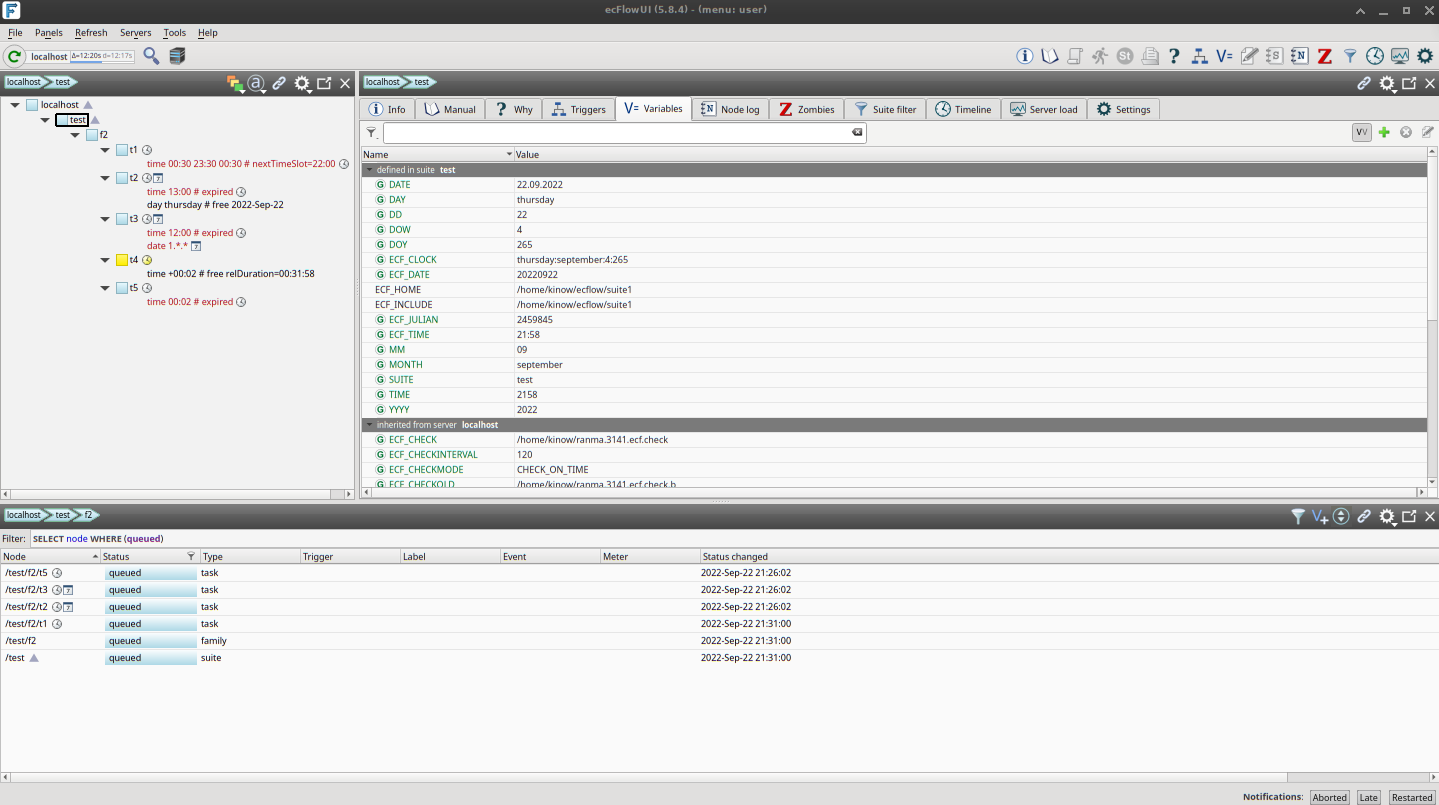 ecFlowUI (5.8.4) - (menu: user)
File Panels Refresh Servers Tools Help
localhost Δ=12:20s d=12:17s
localhost test
localhost
test
f2
t1
time 00:30 23:30 00:30 # nextTimeSlot=22:00
t2
time 13:00 # expired
day thursday # free 2022-Sep-22
t3
time 12:00 # expired
date 1.*.*
t4
time +00:02 # free relDuration=00:31:58
t5
time 00:02 # expired
localhost test
Info Manual Why Triggers Variables Node log Zombies Suite filter Timeline Server load Settings
Name Value
defined in suite test
DATE 22.09.2022
DAY thursday
DD 22
DOW 4
DOY 265
ECF_CLOCK thursday:september:4:265
ECF_DATE 20220922
ECF_HOME /home/kinow/ecflow/suite1
ECF_INCLUDE /home/kinow/ecflow/suite1
ECF_JULIAN 2459845
ECF_TIME 21:58
MM 09
MONTH september
SUITE test
TIME 2158
YYYY 2022
inherited from server localhost
ECF_CHECK /home/kinow/ranma.3141.ecf.check
ECF_CHECKINTERVAL 120
ECF_CHECKMODE CHECK_ON_TIME
ECF_CHECKOLD /home/kinow/ranma.3141.ecf.check.b
localhost test f2
Filter: SELECT node WHERE (queued)
Node Status Type Trigger Label Event Meter Status changed
/test/f2/t5 queued task 2022-Sep-22 21:26:02
/test/f2/t3 queued task 2022-Sep-22 21:26:02
/test/f2/t2 queued task 2022-Sep-22 21:26:02
/test/f2/t1 queued task 2022-Sep-22 21:31:00
/test/f2 queued family 2022-Sep-22 21:31:00
/test queued suite 2022-Sep-22 21:31:00
Notifications: Aborted Late Restarted